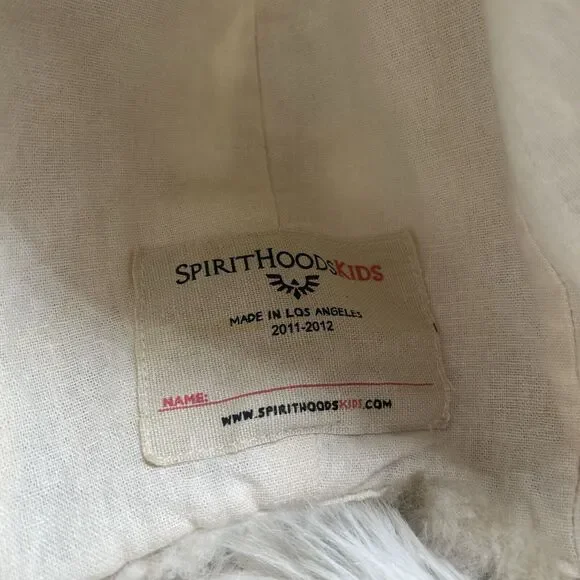 SPIRITHOODSKIDS
MADE IN LOS ANGELES
2011-2012
NAME:
WWW.SPIRITHOODSKIDS.COM